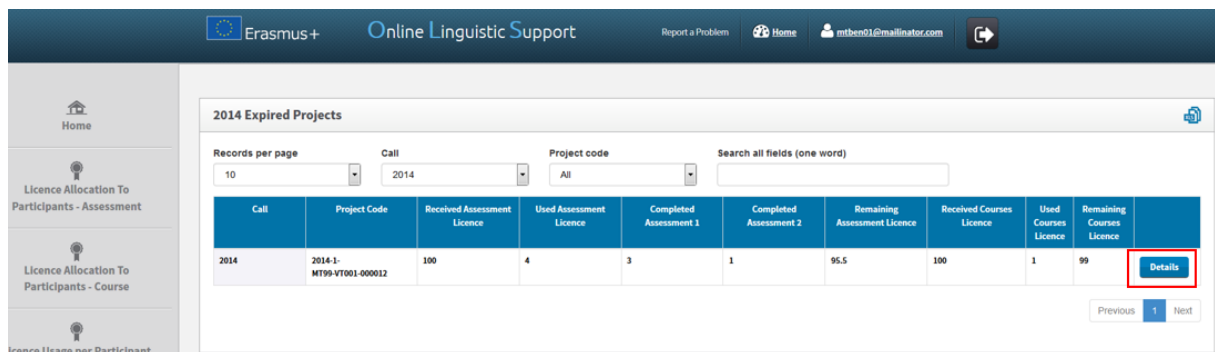 Erasmus+ Online Linguistic Support Report a Problem Home mtben01@mailinator.com
Home
Licence Allocation To
Participants - Assessment
Licence Allocation To
Participants - Course
Licence Usage per Participant
2014 Expired Projects
Records per page Call Project code Search all fields (one word)
10 2014 All
Call Project Code Received Assessment Licence Used Assessment Licence Completed Assessment 1 Completed Assessment 2 Remaining Assessment Licence Received Courses Licence Used Courses Licence Remaining Courses Licence
2014 2014-1-MT99-VT001-000012 100 4 3 1 95.5 100 1 99 Details
Previous 1 Next